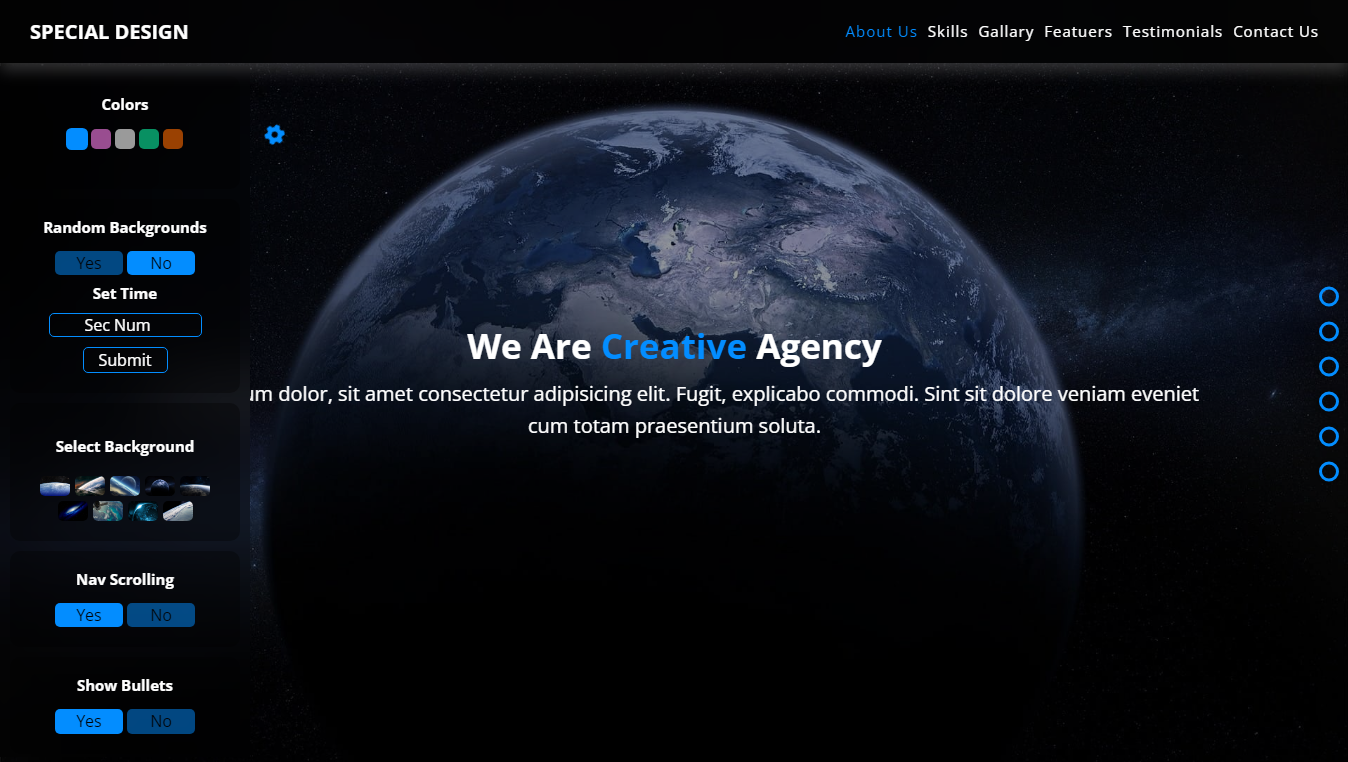 SPECIAL DESIGN
About Us Skills Gallary Featuers Testimonials Contact Us
Colors
Random Backgrounds
Yes No
Set Time
Sec Num
Submit
Select Background
Nav Scrolling
Yes No
Show Bullets
Yes No
We Are Creative Agency
dolor, sit amet consectetur adipisicing elit. Fugit, explicabo commodi. Sint sit dolore veniam eveniet
cum totam praesentium soluta.